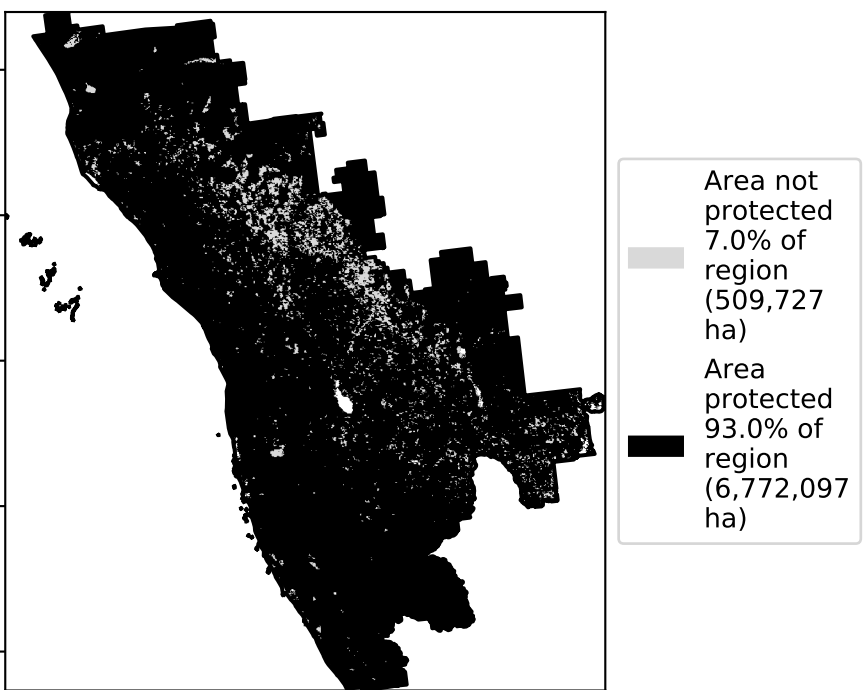 Area not
protected
7.0% of
region
(509,727
ha)
Area
protected
93.0% of
region
(6,772,097
ha)